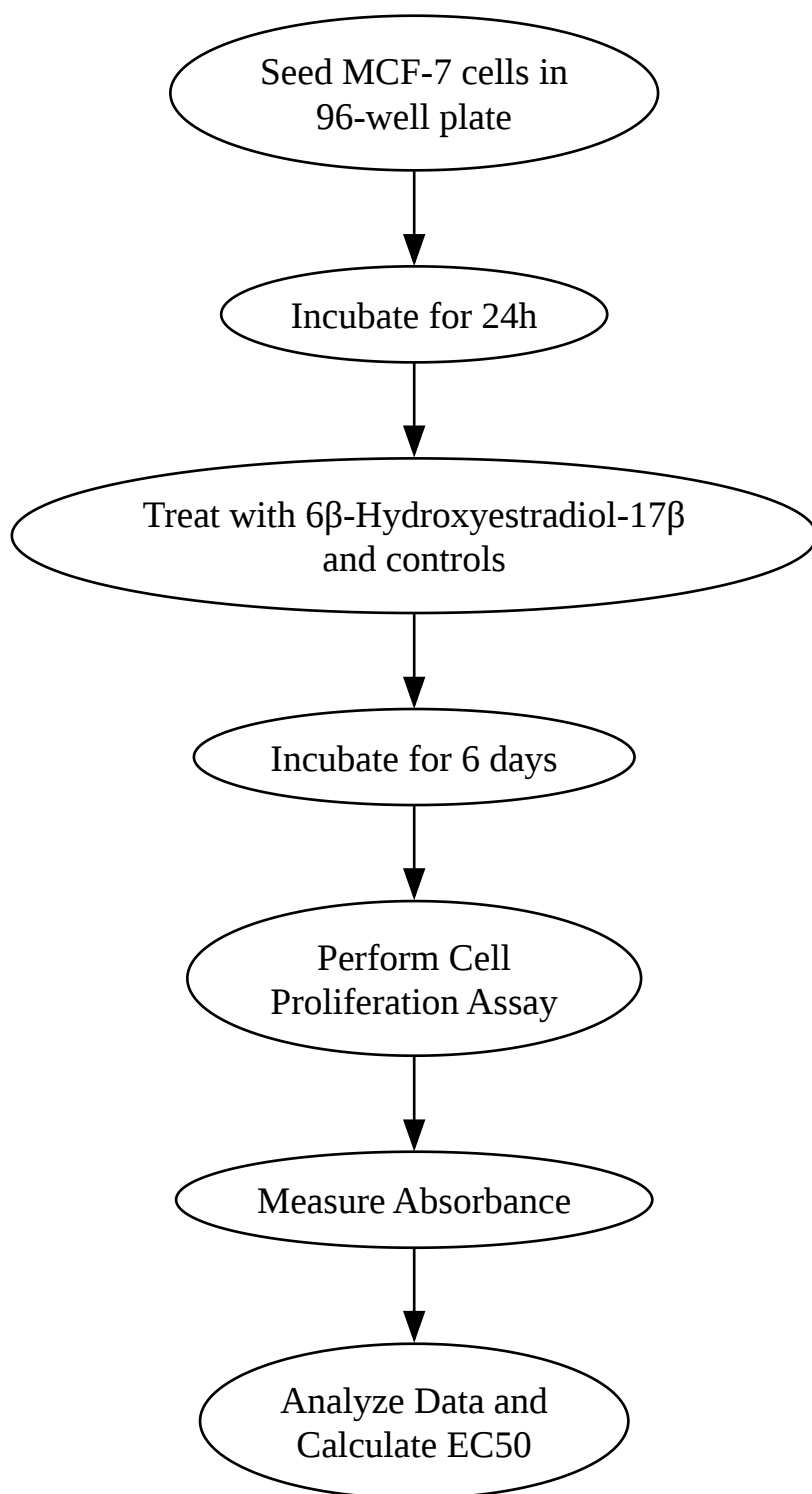 Seed MCF-7 cells in
96-well plate
Incubate for 24h
Treat with 6β-Hydroxyestradiol-17β
and controls
Incubate for 6 days
Perform Cell
Proliferation Assay
Measure Absorbance
Analyze Data and
Calculate EC50